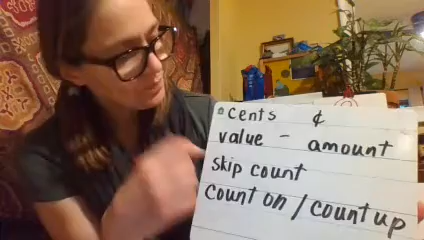 cents ¢
value - amount
skip count
count on / count up